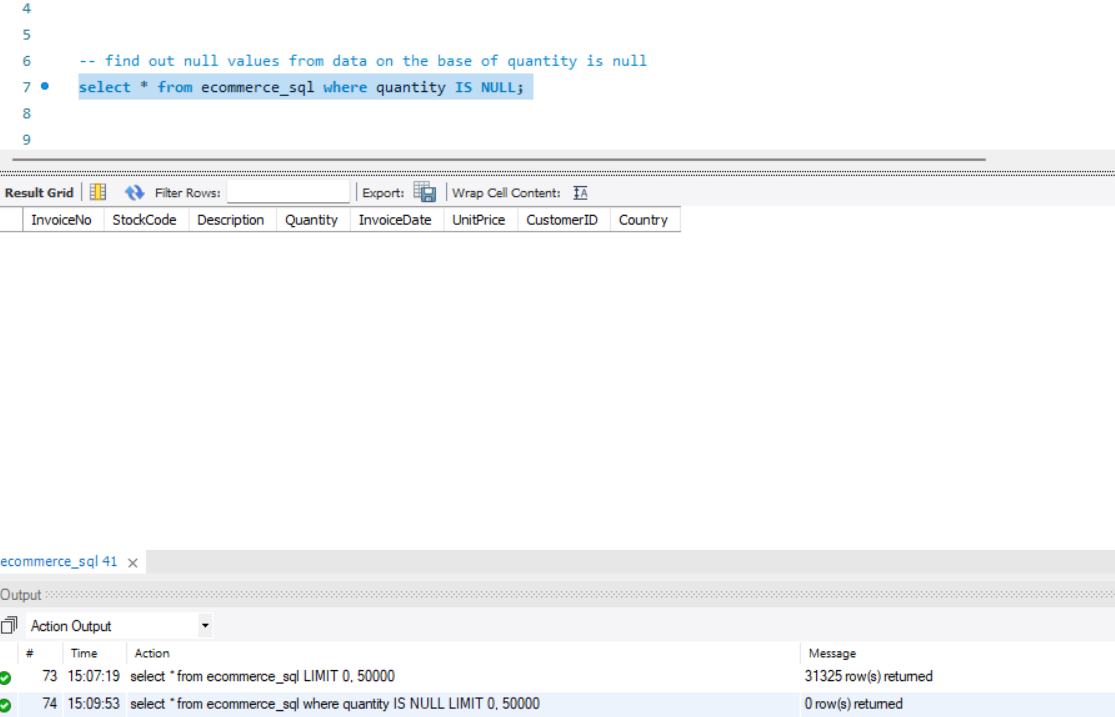 4
5
6 -- find out null values from data on the base of quantity is null
7 select * from ecommerce_sql where quantity IS NULL;
8
9
Result Grid Filter Rows: Export: Wrap Cell Content: IA
InvoiceNo StockCode Description Quantity InvoiceDate UnitPrice CustomerID Country
ecommerce_sql 41 ×
Output
Action Output
# Time Action Message
73 15:07:19 select * from ecommerce_sql LIMIT 0, 50000 31325 row(s) returned
74 15:09:53 select * from ecommerce_sql where quantity IS NULL LIMIT 0, 50000 0 row(s) returned